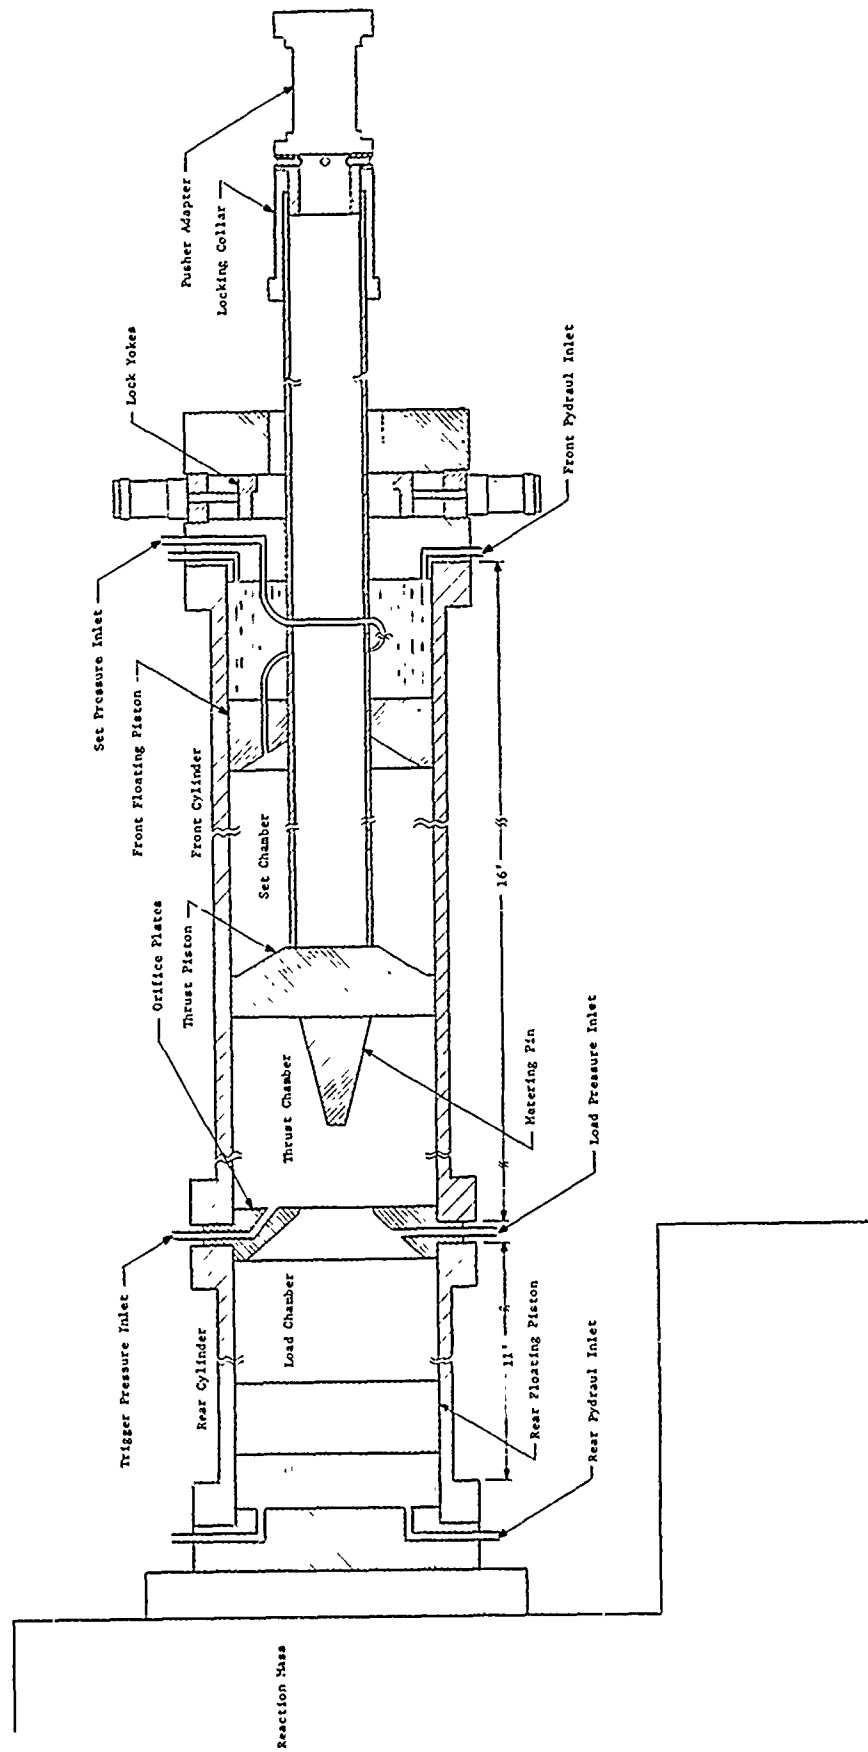 Pusher Adapter
Locking Collar
Lock Yokes
Front Pydraul Inlet
Set Pressure Inlet
Front Floating Piston
Front Cylinder
Set Chamber
16'
Orifice Plates
Thrust Piston
Thrust Chamber
Metering Pin
Load Pressure Inlet
Trigger Pressure Inlet
Rear Cylinder
Load Chamber
11'
Rear Floating Piston
Rear Pydraul Inlet
Reaction Mass